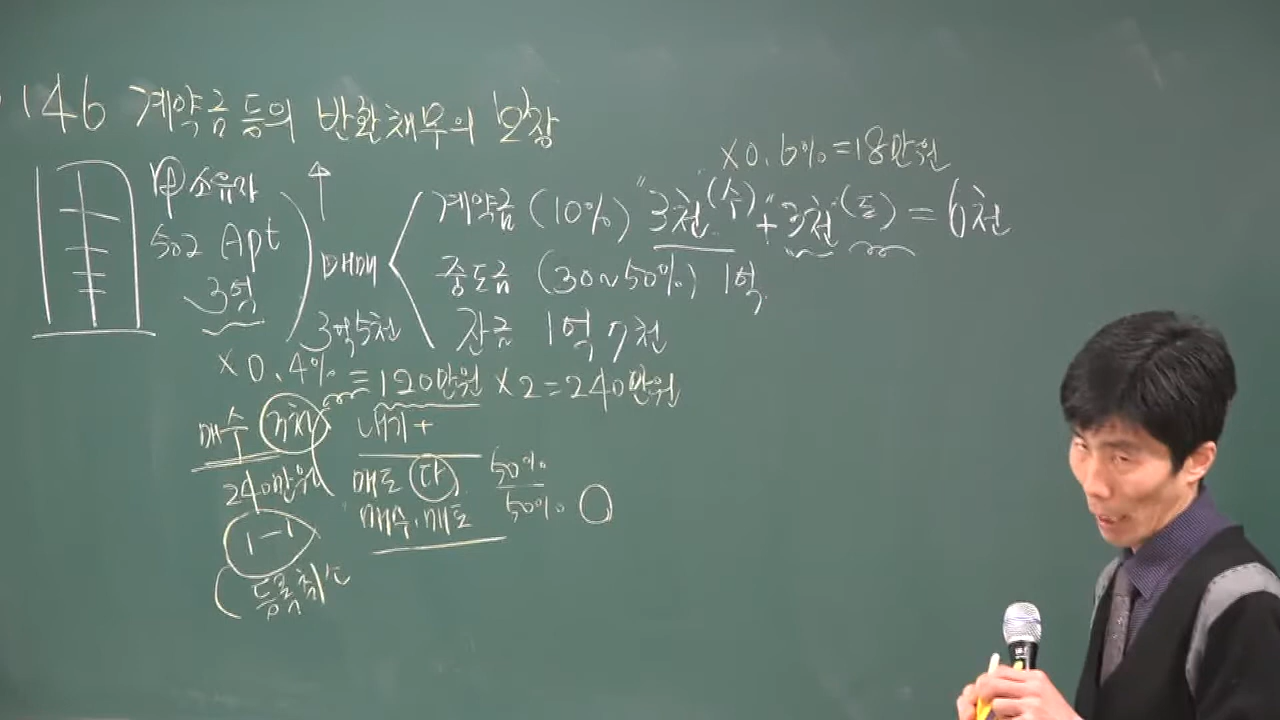 146 계약금 등의 반환채무의 보장
×0.6%=18만원
甲 소유자
계약금 (10%) "3천(수)" + "3천"(도) = 6천
502 Apt
매매
중도금 (30~50%) 1억
3억
3억5천
잔금 1억 7천
×0.4% = 120만원 ×2=240만원
매수
내기+
240만원
매도 다
50%
매수·매도
50%
1-1
등록취소